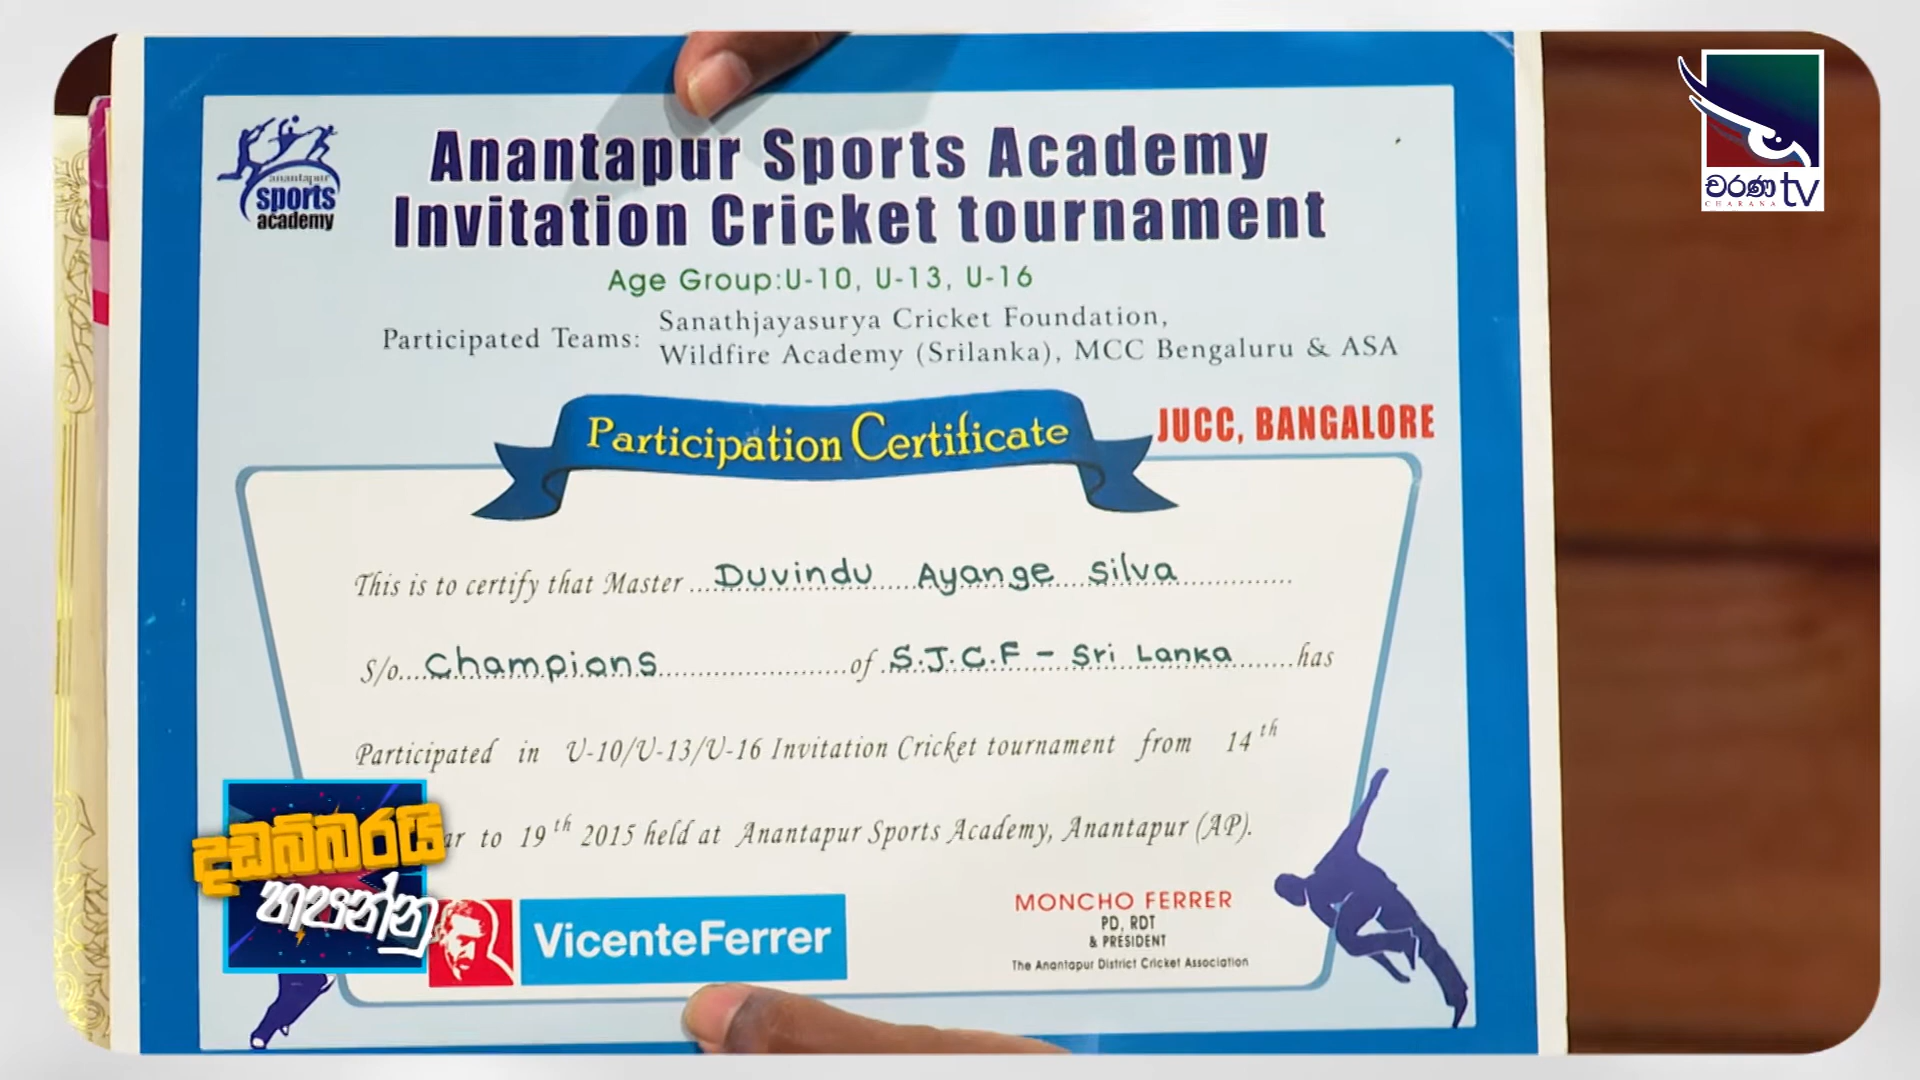 Anantapur Sports Academy
Invitation Cricket tournament
anantapur
sports
academy
Age Group:U-10, U-13, U-16
Participated Teams: Sanathjayasurya Cricket Foundation,
Wildfire Academy (Srilanka), MCC Bengaluru & ASA
Participation Certificate
JUCC, BANGALORE
This is to certify that Master Duvindu Ayange Silva
S/o Champions of S.J.C.F - Sri Lanka has
Participated in U-10/U-13/U-16 Invitation Cricket tournament from 14th
ar to 19th 2015 held at Anantapur Sports Academy, Anantapur (AP).
VicenteFerrer
MONCHO FERRER
PD, RDT
& PRESIDENT
The Anantapur District Cricket Association
දඩබ්බරයි
හපන්නු
චරණ tv
CHARANA